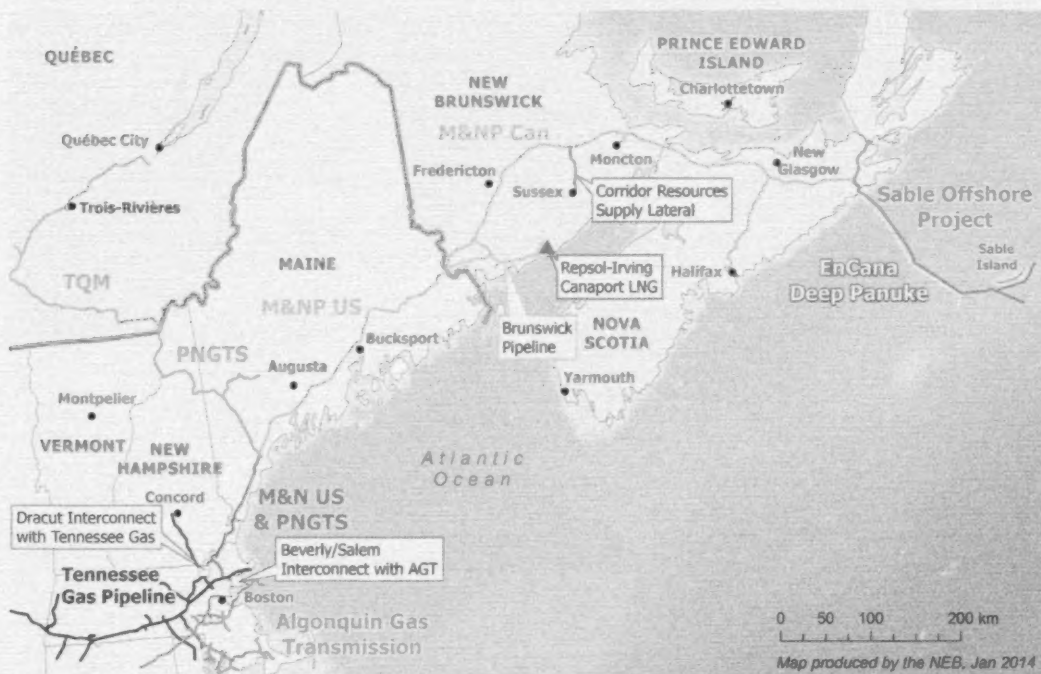 QUÉBEC
PRINCE EDWARD
ISLAND
Charlottetown
NEW
BRUNSWICK
M&NP Can
Québec City
Moncton
New
Glasgow
Fredericton
Sussex
Corridor Resources
Supply Lateral
Trois-Rivières
Sable Offshore
Project
Sable
Island
MAINE
Repsol-Irving
Canaport LNG
Halifax
EnCana
Deep Panuke
TQM
M&NP US
Brunswick
Pipeline
NOVA
SCOTIA
Bucksport
PNGTS
Augusta
Yarmouth
Montpelier
VERMONT
NEW
HAMPSHIRE
Atlantic
Ocean
Concord
M&N US
& PNGTS
Dracut Interconnect
with Tennessee Gas
Beverly/Salem
Interconnect with AGT
Tennessee
Gas Pipeline
Boston
Algonquin Gas
Transmission
0 50 100 200 km
Map produced by the NEB, Jan 2014